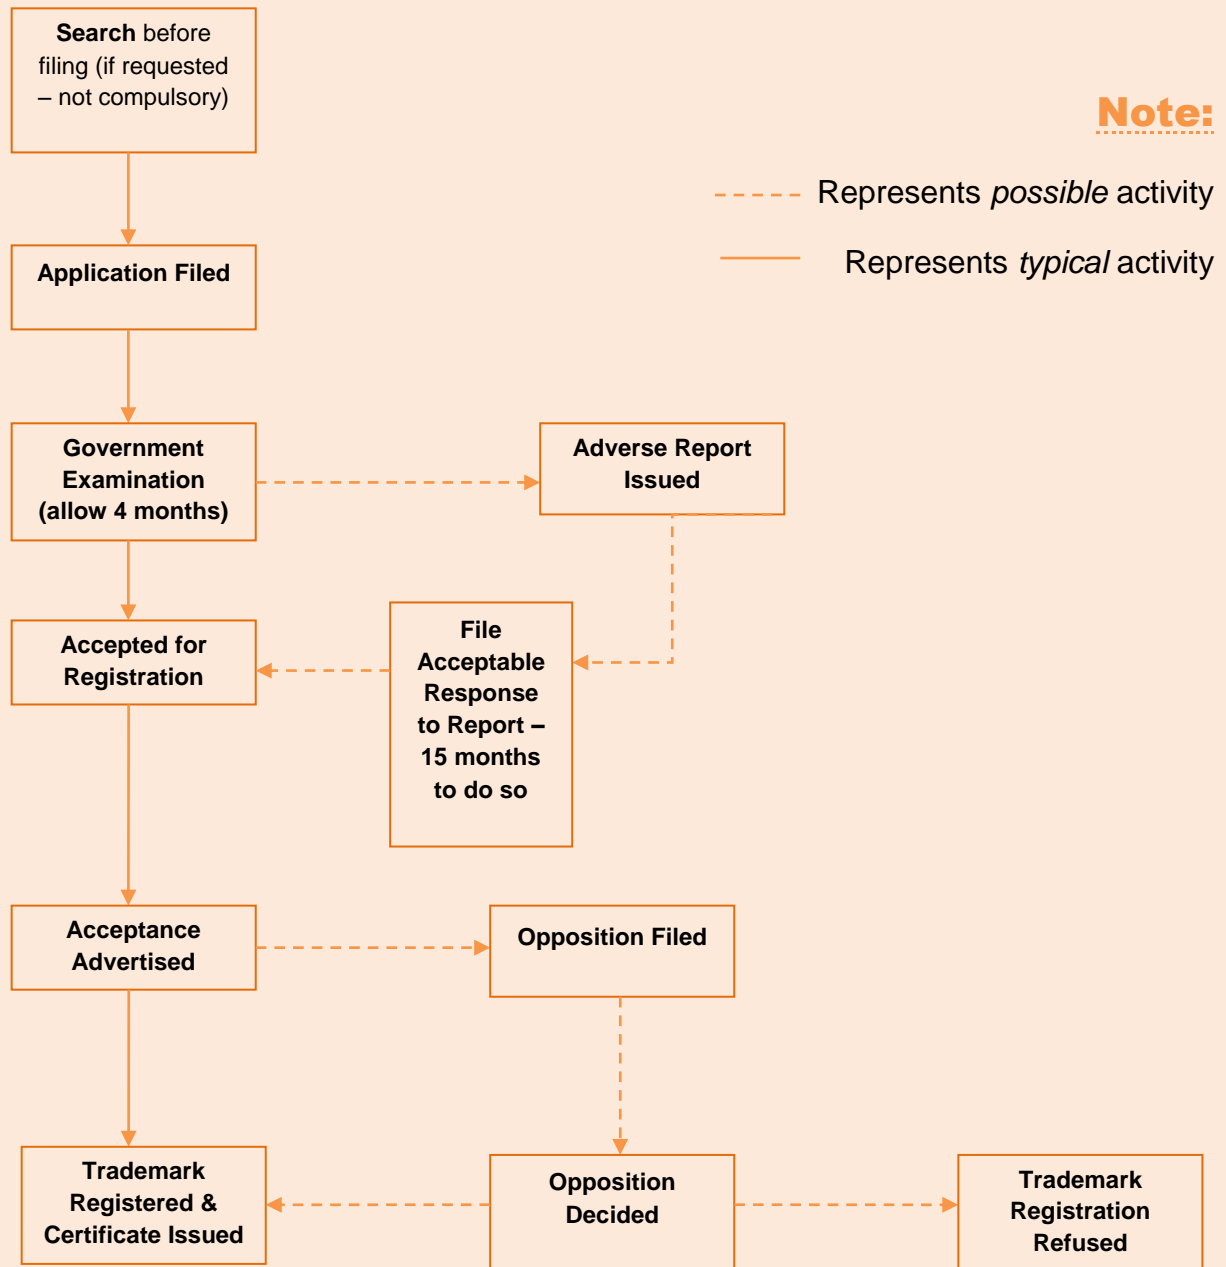 Search before
filing (if requested
– not compulsory)
Note:
Represents possible activity
Represents typical activity
Application Filed
Government
Examination
(allow 4 months)
Adverse Report
Issued
Accepted for
Registration
File
Acceptable
Response
to Report –
15 months
to do so
Acceptance
Advertised
Opposition Filed
Trademark
Registered &
Certificate Issued
Opposition
Decided
Trademark
Registration
Refused